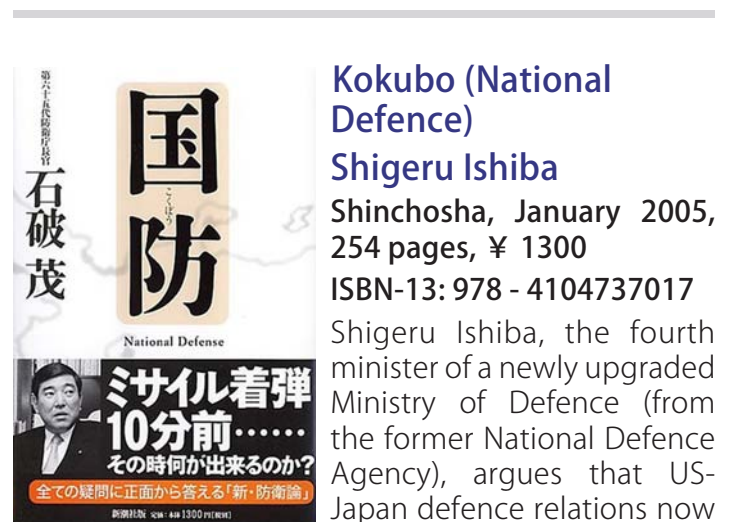 第六十五代防衛庁長官
石破 茂
国防
こくぼう
National Defense
ミサイル着弾
10分前……
その時何が出来るのか?
全ての疑問に正面から答える「新・防衛論」
新潮社版 定価:本体1300円[税別]
Kokubo (National
Defence)
Shigeru Ishiba
Shinchosha, January 2005,
254 pages, ¥ 1300
ISBN-13: 978 - 4104737017
Shigeru Ishiba, the fourth
minister of a newly upgraded
Ministry of Defence (from
the former National Defence
Agency), argues that US-
Japan defence relations now